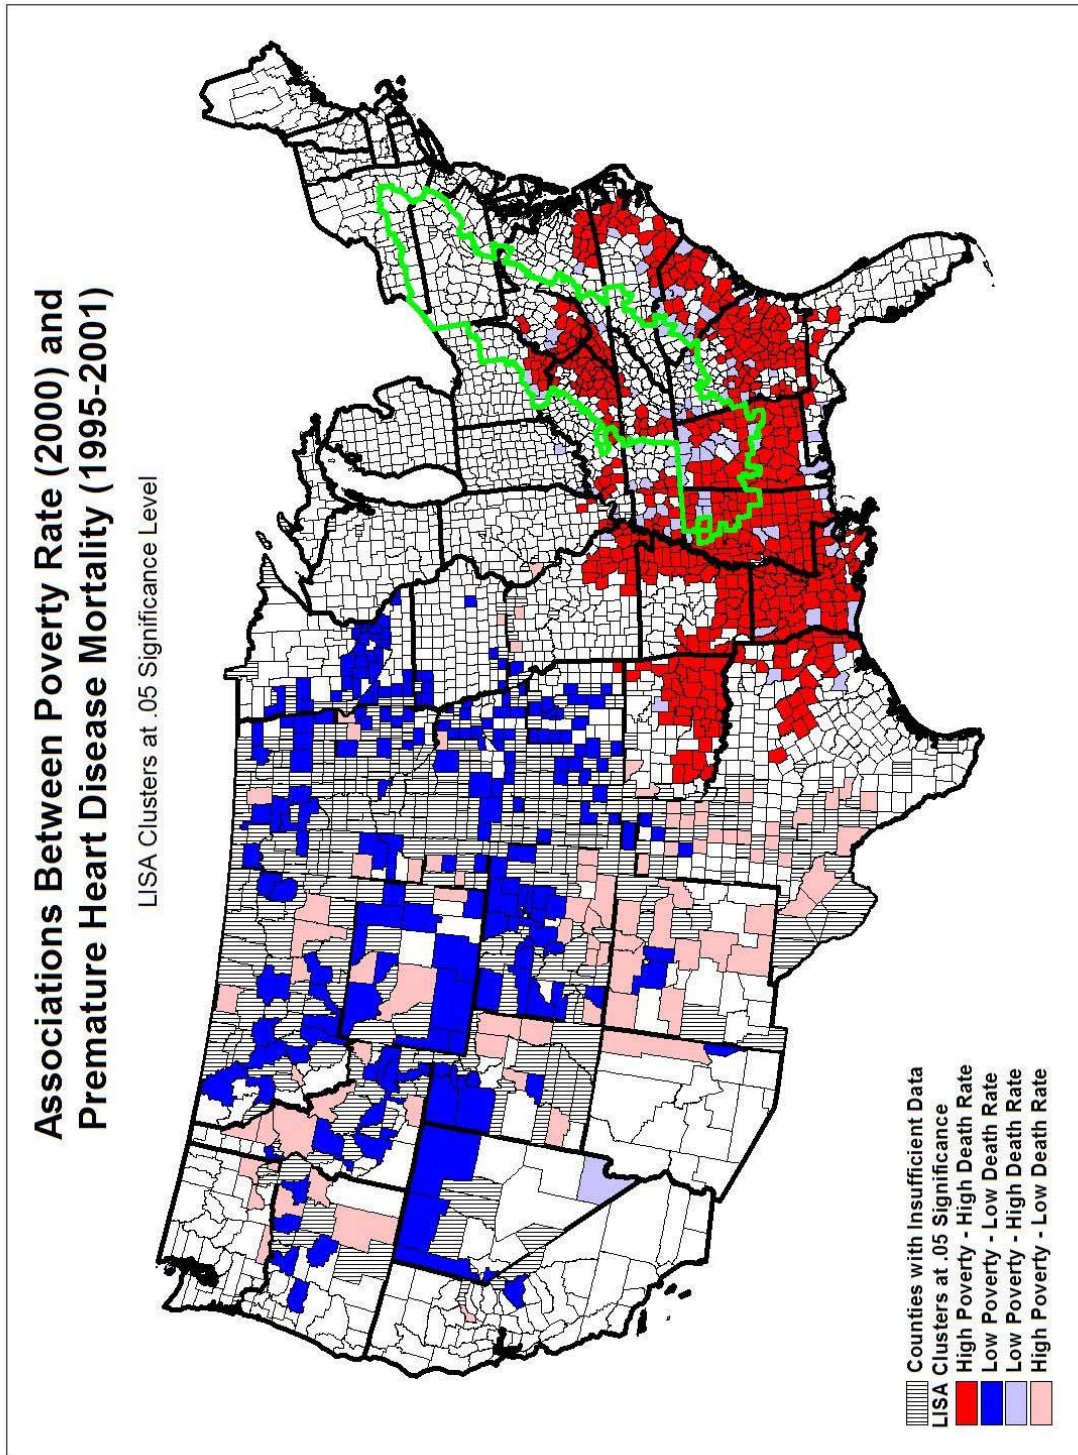 Associations Between Poverty Rate (2000) and
Premature Heart Disease Mortality (1995-2001)
LISA Clusters at .05 Significance Level
Counties with Insufficient Data
LISA Clusters at .05 Significance
High Poverty - High Death Rate
Low Poverty - Low Death Rate
Low Poverty - High Death Rate
High Poverty - Low Death Rate